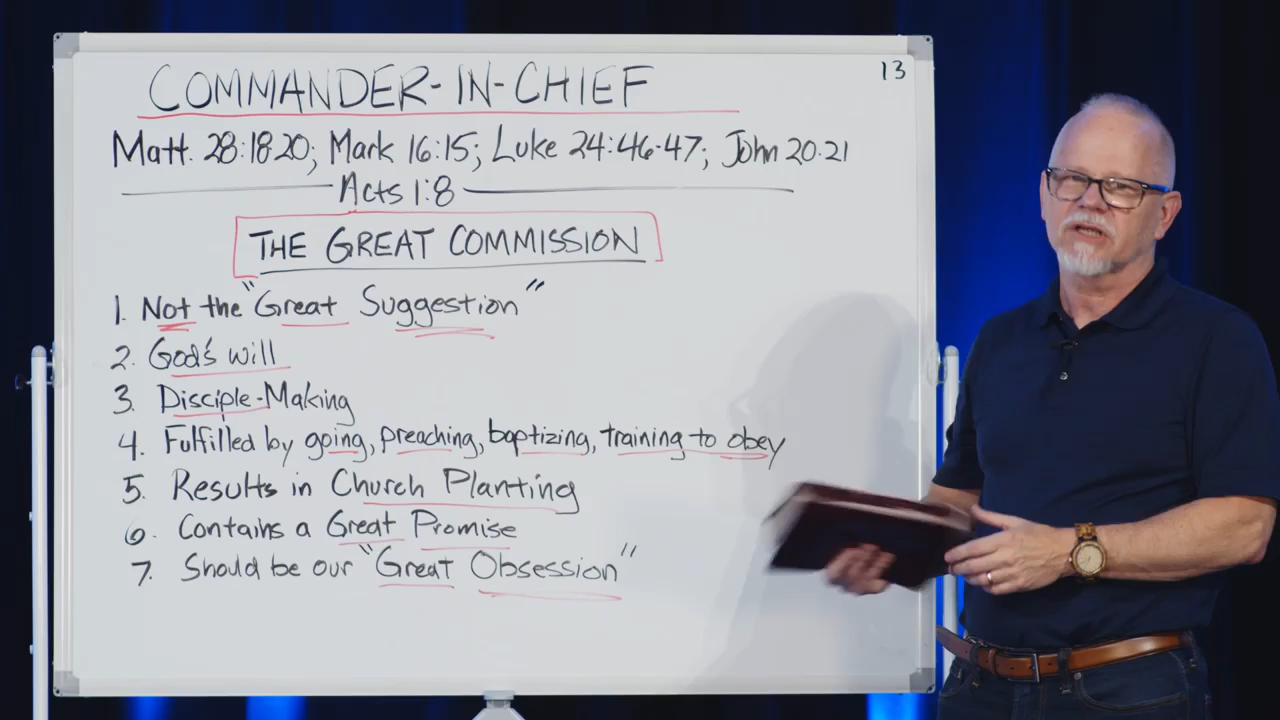 13
COMMANDER-IN-CHIEF
Matt. 28:18-20; Mark 16:15; Luke 24:46-47; John 20:21
Acts 1:8
THE GREAT COMMISSION
1. Not the "Great Suggestion"
2. God's will
3. Disciple-Making
4. Fulfilled by going, preaching, baptizing, training to obey
5. Results in Church Planting
6. Contains a Great Promise
7. Should be our "Great Obsession"